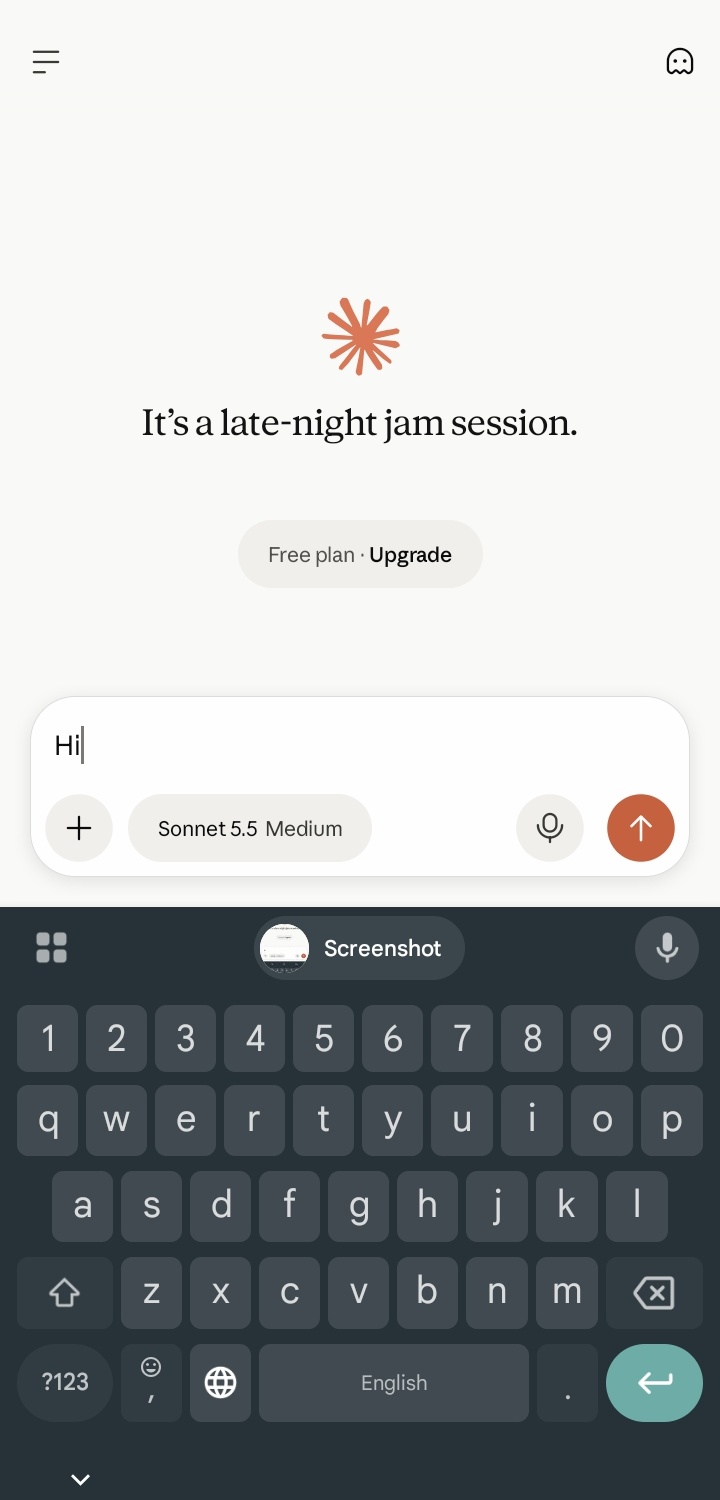 It's a late-night jam session.
Free plan · Upgrade
Hi
Sonnet 5.5 Medium
Screenshot
1 2 3 4 5 6 7 8 9 0
q w e r t y u i o p
a s d f g h j k l
z x c v b n m
?123 , English .